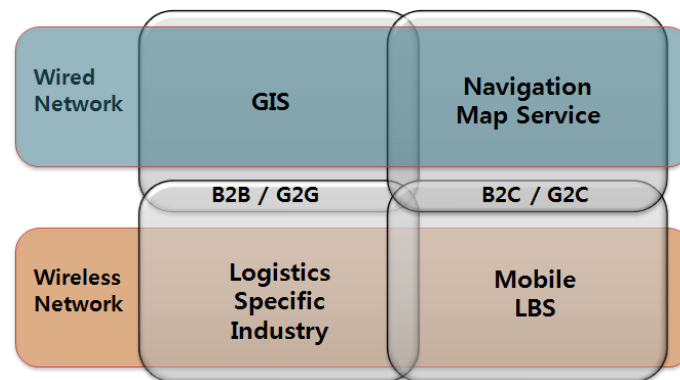 Wired
Network
GIS
Navigation
Map Service
B2B / G2G
B2C / G2C
Wireless
Network
Logistics
Specific
Industry
Mobile
LBS